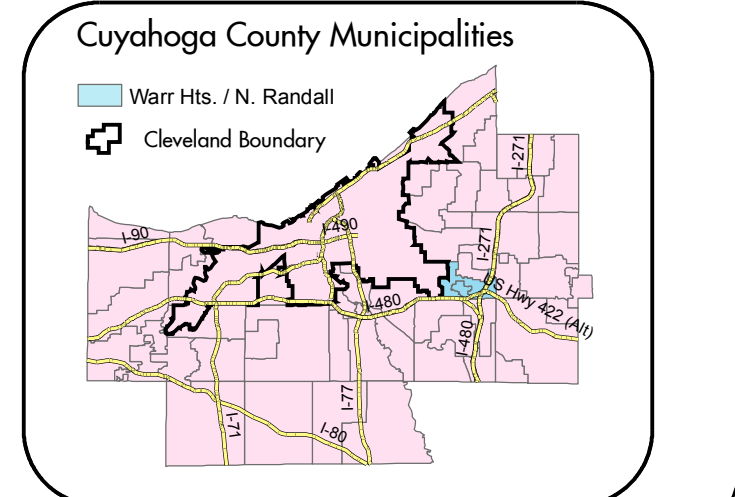 Cuyahoga County Municipalities
Warr Hts. / N. Randall
Cleveland Boundary
I-271
I-90
I-490
I-271
US Hwy 422 (Alt)
I-480
I-480
I-77
I-71
I-80